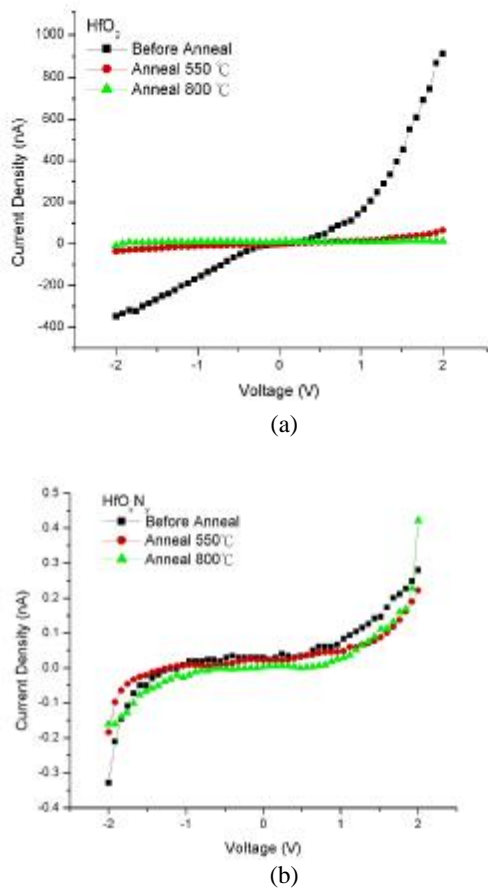 HfO₂
Before Anneal
Anneal 550 ℃
Anneal 800 ℃
1000
800
600
400
200
0
-200
-400
Current Density (nA)
-2
-1
0
1
2
Voltage (V)
(a)
HfOₓNᵧ
Before Anneal
Anneal 550℃
Anneal 800℃
0.5
0.4
0.3
0.2
0.1
0.0
-0.1
-0.2
-0.3
-0.4
Current Density (nA)
-2
-1
0
1
2
Voltage (V)
(b)